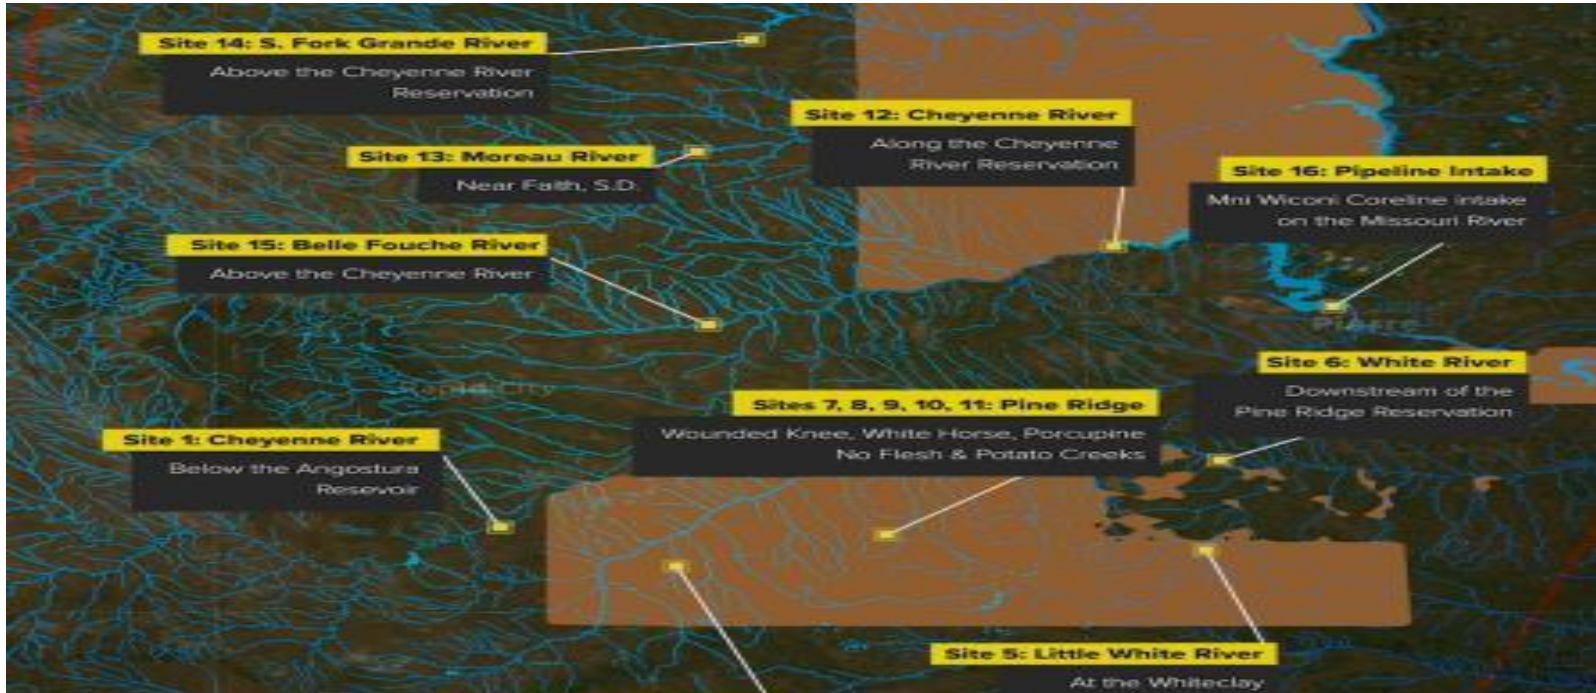 Site 14: S. Fork Grande River
Above the Cheyenne River
Reservation
Site 12: Cheyenne River
Along the Cheyenne
River Reservation
Site 13: Moreau River
Near Faith, S.D.
Site 16: Pipeline Intake
Mni Wiconi Coreline intake
on the Missouri River
Site 15: Belle Fouche River
Above the Cheyenne River
Pierre
Site 6: White River
Downstream of the
Pine Ridge Reservation
Rapid City
Sites 7, 8, 9, 10, 11: Pine Ridge
Wounded Knee, White Horse, Porcupine
No Flesh & Potato Creeks
Site 1: Cheyenne River
Below the Angostura
Resevoir
Site 5: Little White River
At the Whiteclay